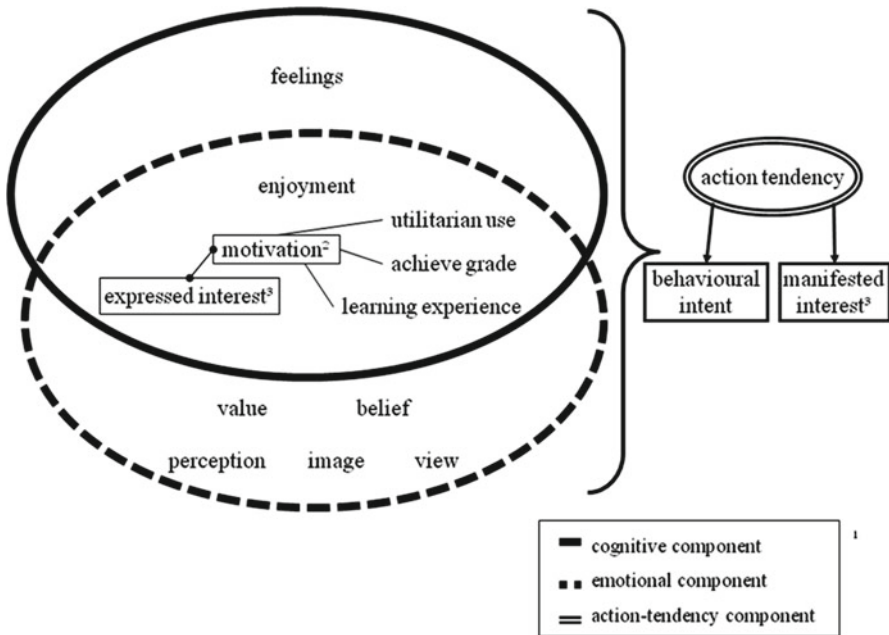 feelings
enjoyment
utilitarian use
motivation²
achieve grade
expressed interest³
learning experience
value belief
perception image view
action tendency
behavioural
intent
manifested
interest³
cognitive component
emotional component
action-tendency component
1